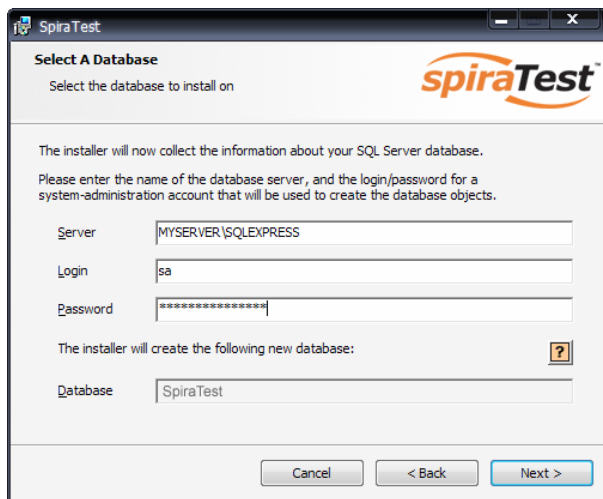 SpiraTest
Select A Database
Select the database to install on
spiraTest™
The installer will now collect the information about your SQL Server database.
Please enter the name of the database server, and the login/password for a
system-administration account that will be used to create the database objects.
Server MYSERVER\SQLEXPRESS
Login sa
Password ***************
The installer will create the following new database: ?
Database SpiraTest
Cancel < Back Next >